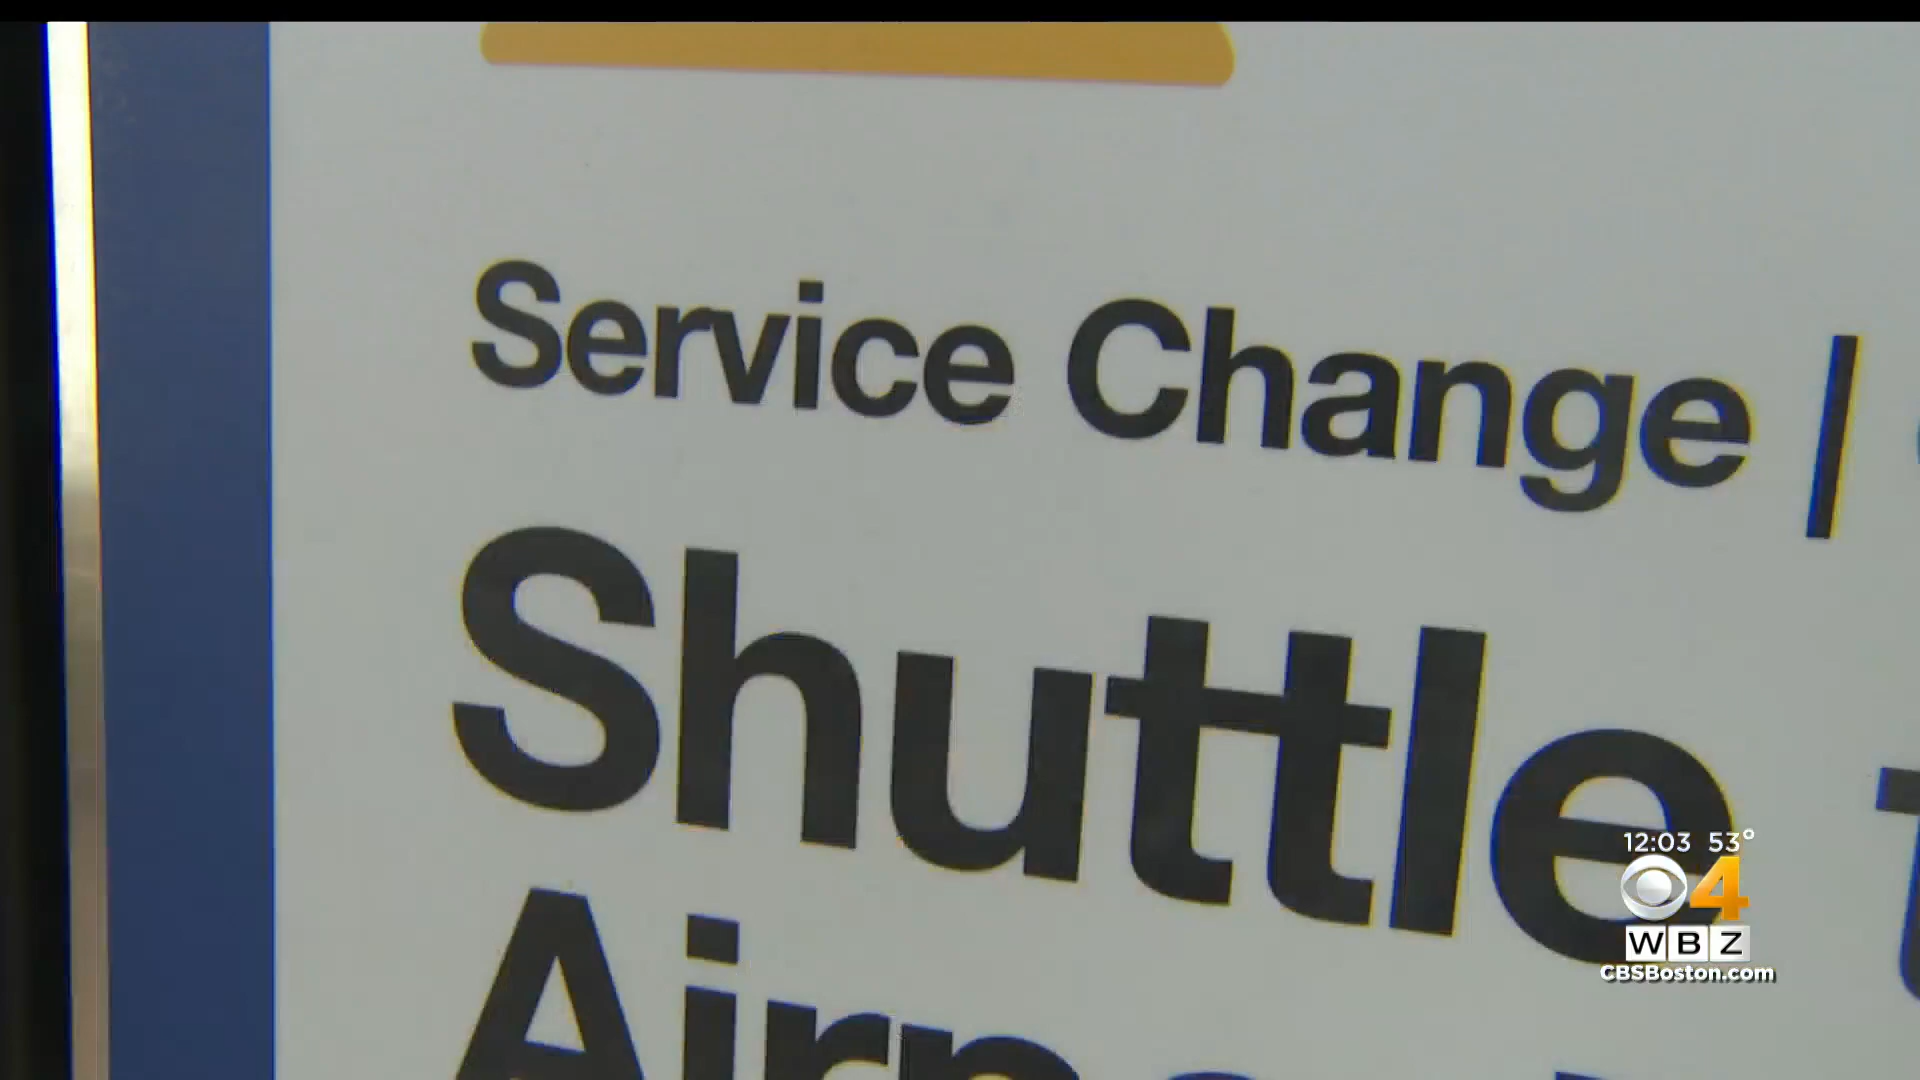 Service Change |
Shuttle
12:03 53°
4
WBZ
CBSBoston.com